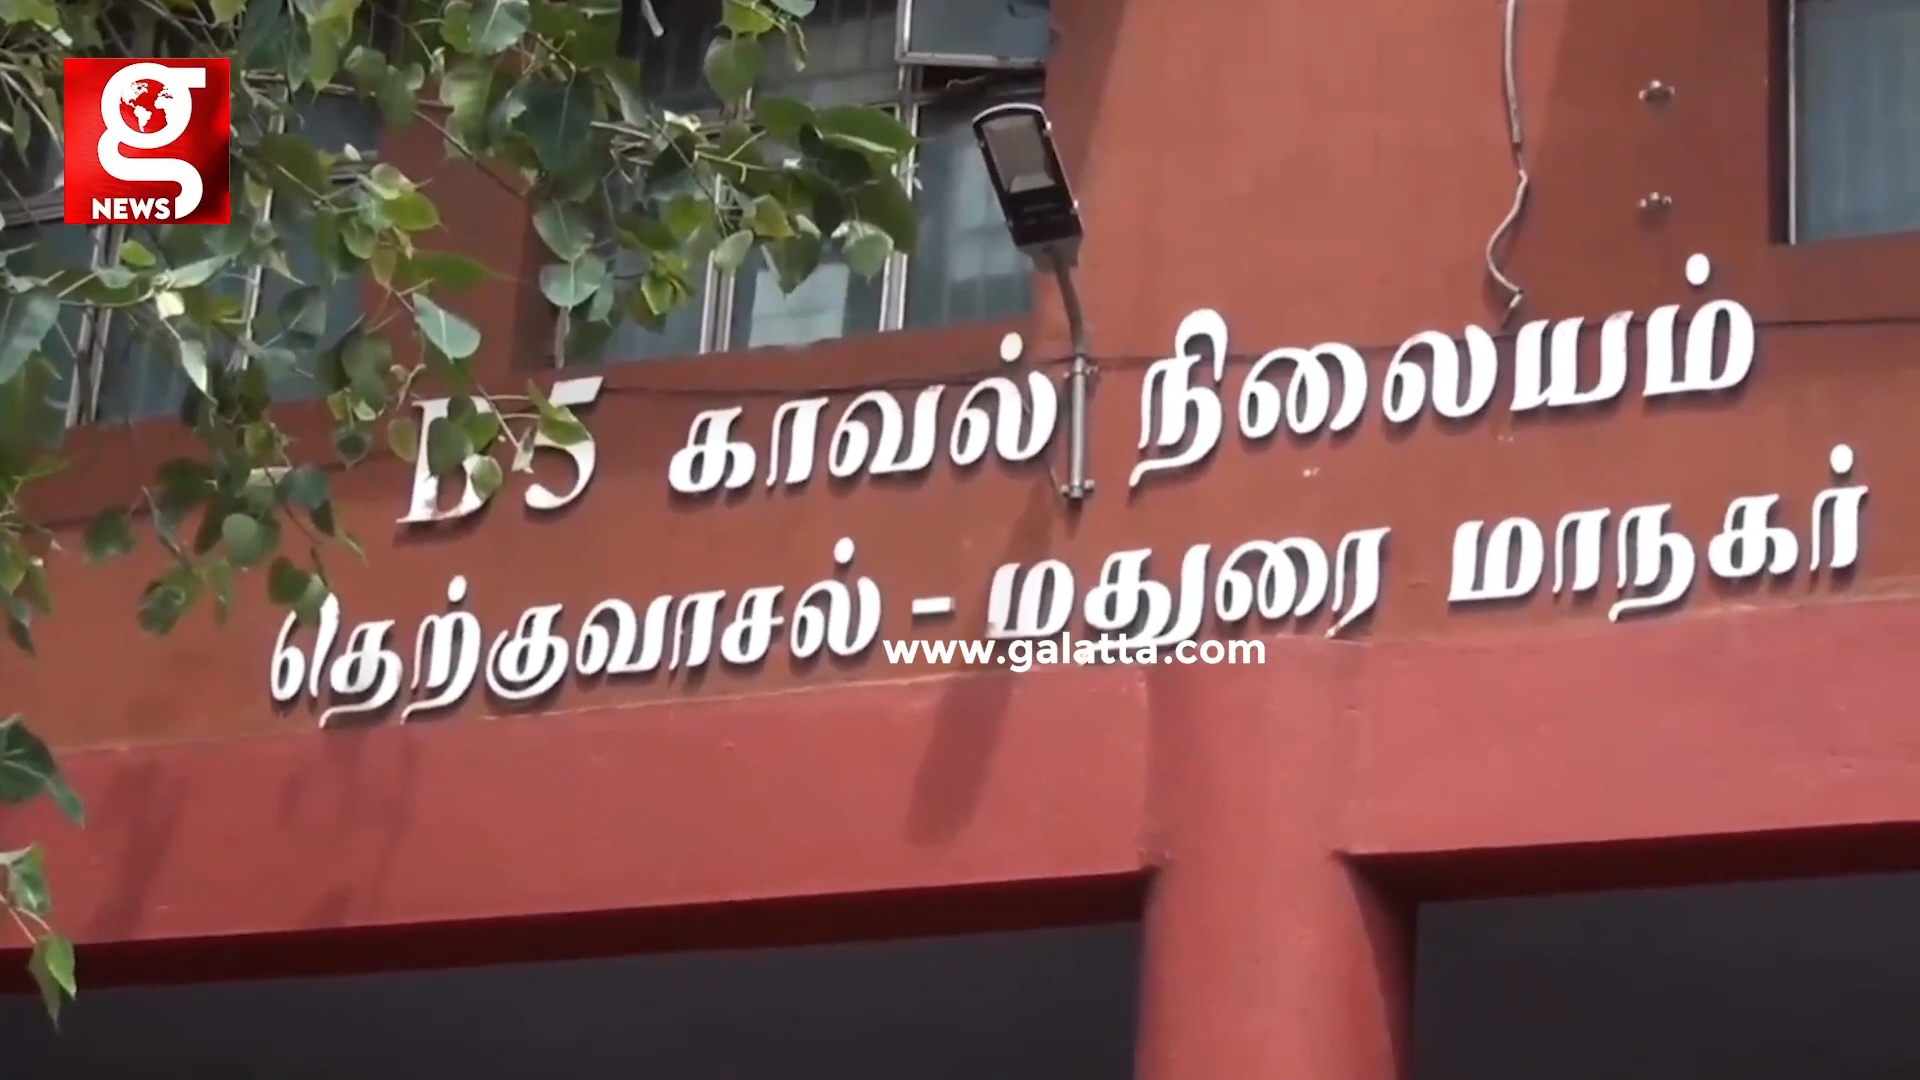 g
NEWS
B5 காவல் நிலையம்
தெற்குவாசல் - மதுரை மாநகர்
www.galatta.com